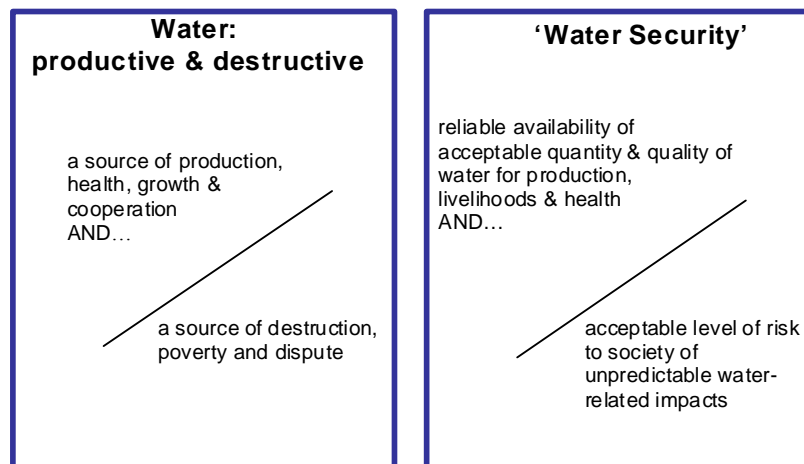 Water:
productive & destructive
a source of production,
health, growth &
cooperation
AND…
a source of destruction,
poverty and dispute
‘Water Security’
reliable availability of
acceptable quantity & quality of
water for production,
livelihoods & health
AND…
acceptable level of risk
to society of
unpredictable water-
related impacts